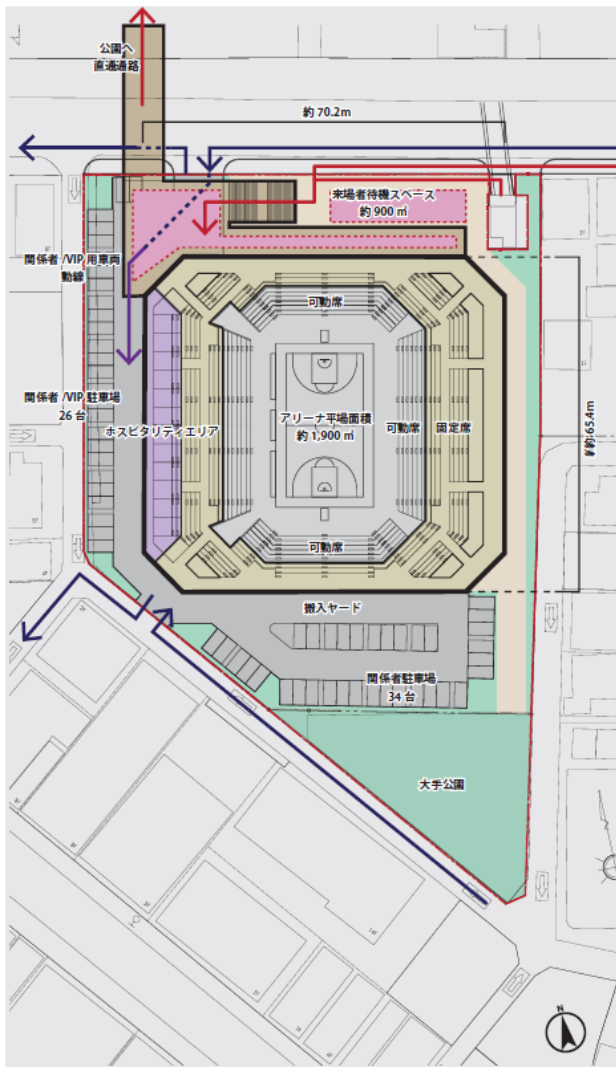 公園へ
直通通路
約 70.2m
来場者待機スペース
約 900 ㎡
関係者 /VIP 用車両
動線
可動席
関係者 /VIP 駐車場
26 台
ホスピタリティエリア
アリーナ平場面積
約 1,900 ㎡
可動席
固定席
約 65.4m
可動席
搬入ヤード
関係者駐車場
34 台
大手公園
N